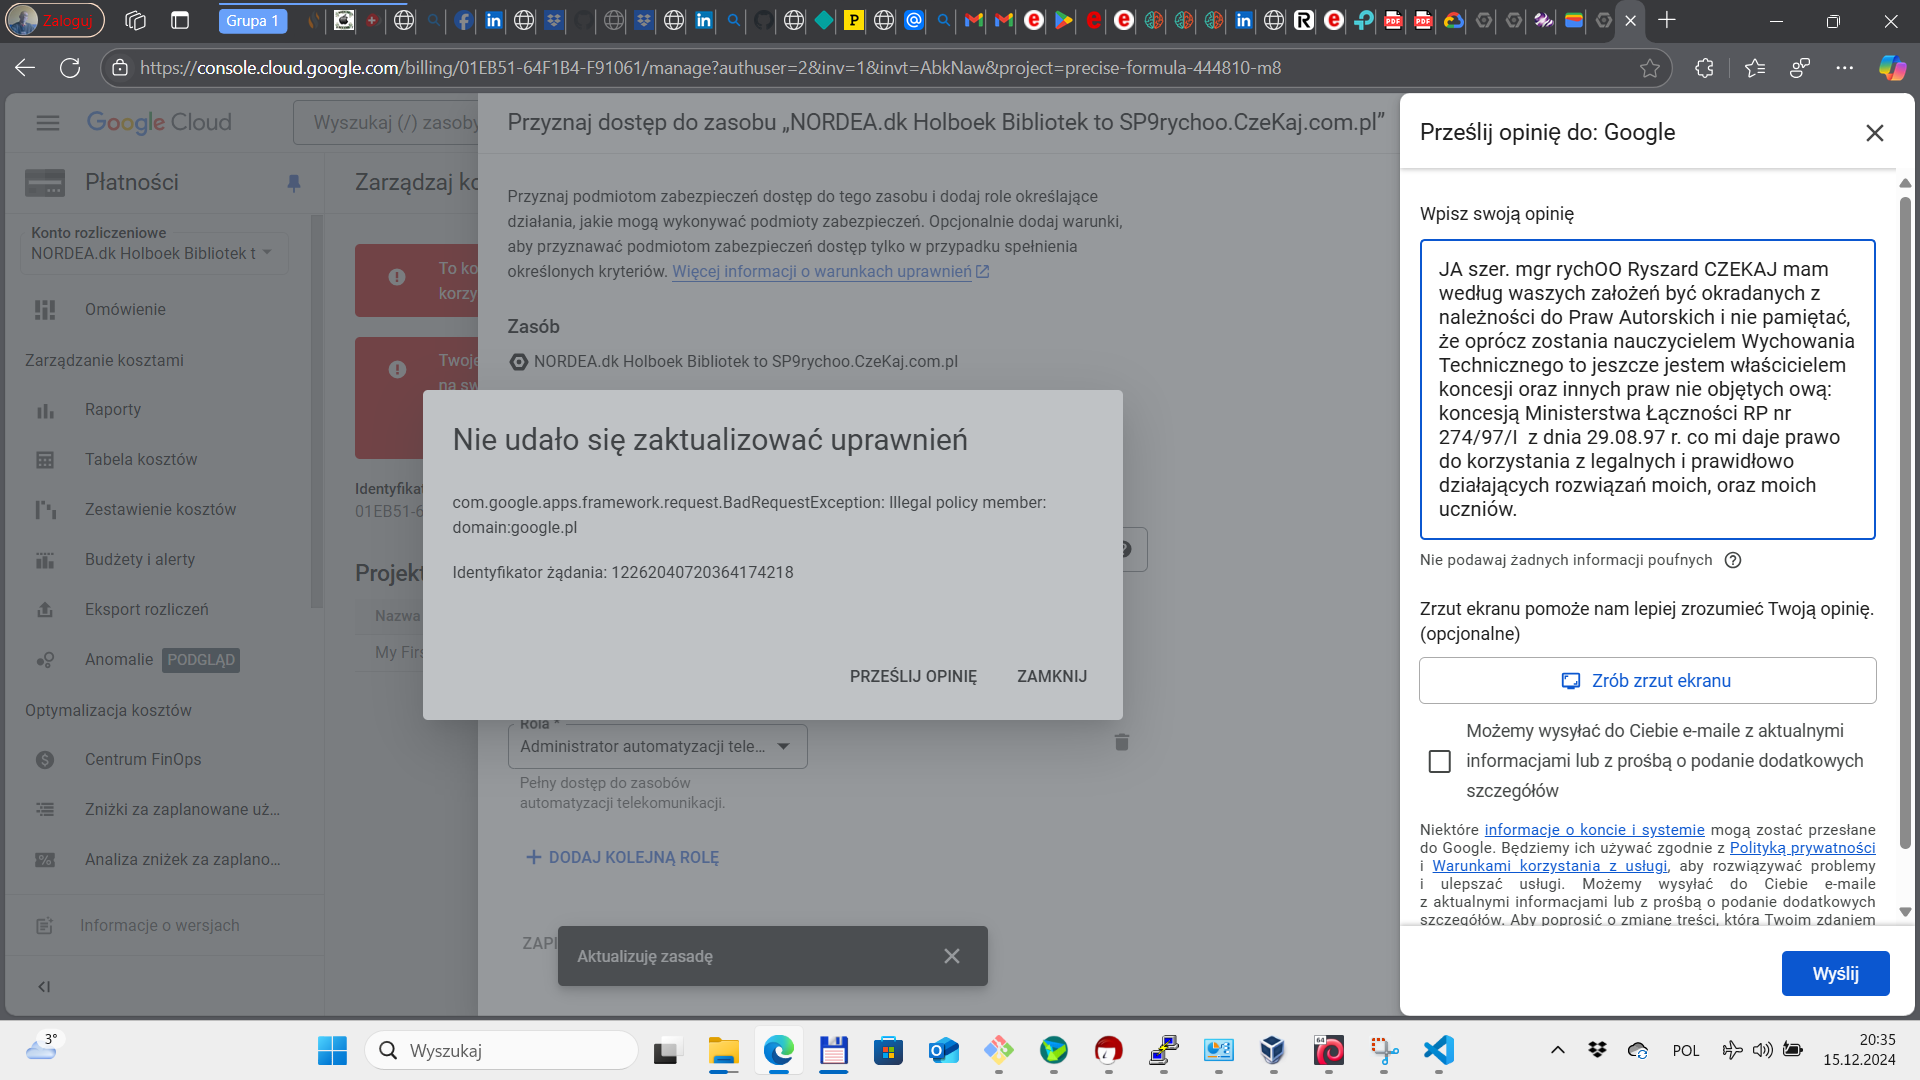 Zaloguj
Grupa 1
https://console.cloud.google.com/billing/01EB51-64F1B4-F91061/manage?authuser=2&inv=1&invt=AbkNaw&project=precise-formula-444810-m8
Google Cloud
Wyszukaj (/) zasoby
Płatności
Konto rozliczeniowe
NORDEA.dk Holboek Bibliotek t
Omówienie
Zarządzanie kosztami
Raporty
Tabela kosztów
Zestawienie kosztów
Budżety i alerty
Eksport rozliczeń
Anomalie PODGLĄD
Optymalizacja kosztów
Centrum FinOps
Zniżki za zaplanowane uż...
Analiza zniżek za zaplano...
Informacje o wersjach
Zarządzaj ko
To ko
korzy
Twoje
na sw
Identyfikat
01EB51-6
Projekt
Nazwa
My Firs
Przyznaj dostęp do zasobu „NORDEA.dk Holboek Bibliotek to SP9rychoo.CzeKaj.com.pl”
Przyznaj podmiotom zabezpieczeń dostęp do tego zasobu i dodaj role określające
działania, jakie mogą wykonywać podmioty zabezpieczeń. Opcjonalnie dodaj warunki,
aby przyznawać podmiotom zabezpieczeń dostęp tylko w przypadku spełnienia
określonych kryteriów. Więcej informacji o warunkach uprawnień
Zasób
NORDEA.dk Holboek Bibliotek to SP9rychoo.CzeKaj.com.pl
Nie udało się zaktualizować uprawnień
com.google.apps.framework.request.BadRequestException: Illegal policy member:
domain:google.pl
Identyfikator żądania: 12262040720364174218
PRZEŚLIJ OPINIĘ ZAMKNIJ
Rola *
Administrator automatyzacji tele...
Pełny dostęp do zasobów
automatyzacji telekomunikacji.
DODAJ KOLEJNĄ ROLĘ
ZAPI
Aktualizuję zasadę
Prześlij opinię do: Google
Wpisz swoją opinię
JA szer. mgr rychOO Ryszard CZEKAJ mam
według waszych założeń być okradanych z
należności do Praw Autorskich i nie pamiętać,
że oprócz zostania nauczycielem Wychowania
Technicznego to jeszcze jestem właścicielem
koncesji oraz innych praw nie objętych ową:
koncesją Ministerstwa Łączności RP nr
274/97/I z dnia 29.08.97 r. co mi daje prawo
do korzystania z legalnych i prawidłowo
działających rozwiązań moich, oraz moich
uczniów.
Nie podawaj żadnych informacji poufnych
Zrzut ekranu pomoże nam lepiej zrozumieć Twoją opinię.
(opcjonalne)
Zrób zrzut ekranu
Możemy wysyłać do Ciebie e-maile z aktualnymi
informacjami lub z prośbą o podanie dodatkowych
szczegółów
Niektóre informacje o koncie i systemie mogą zostać przesłane
do Google. Będziemy ich używać zgodnie z Polityką prywatności
i Warunkami korzystania z usługi, aby rozwiązywać problemy
i ulepszać usługi. Możemy wysyłać do Ciebie e-maile
z aktualnymi informacjami lub z prośbą o podanie dodatkowych
szczegółów. Aby poprosić o zmianę treści, która Twoim zdaniem
Wyślij
3°
Wyszukaj
POL
20:35
15.12.2024